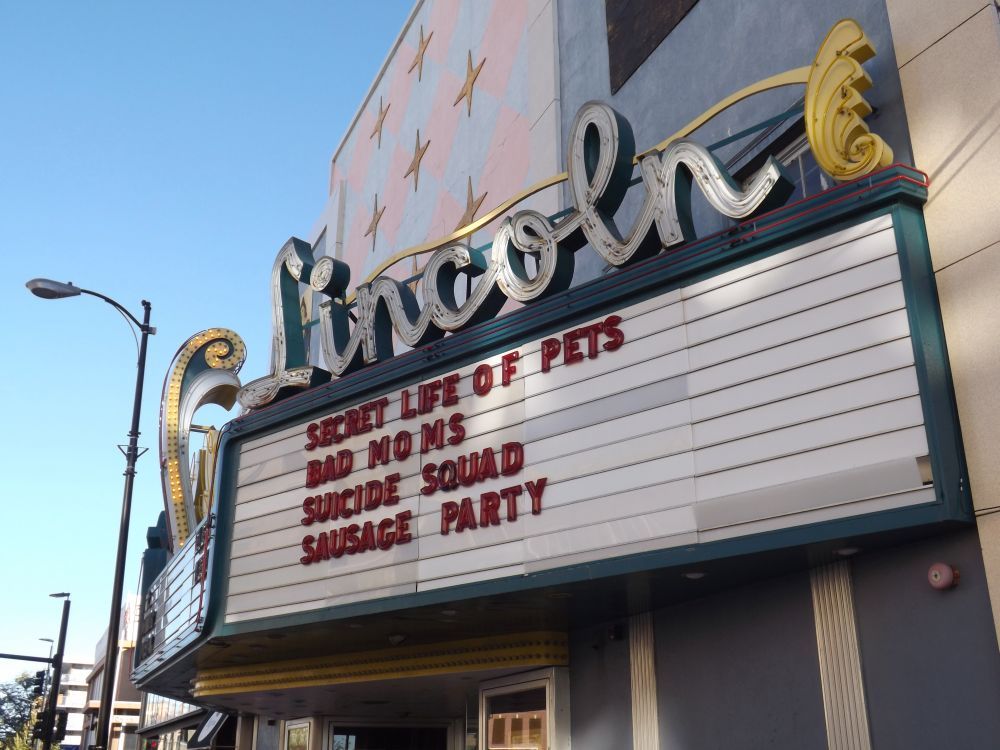 Lincoln
SECRET LIFE OF PETS
BAD MOMS
SUICIDE SQUAD
SAUSAGE PARTY